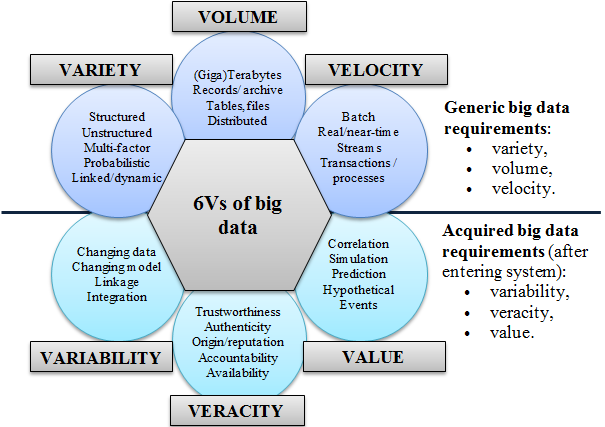 VOLUME
(Giga)Terabytes
Records/ archive
Tables, files
Distributed
VARIETY
Structured
Unstructured
Multi-factor
Probabilistic
Linked/dynamic
VELOCITY
Batch
Real/near-time
Streams
Transactions /
processes
6Vs of big
data
Generic big data
requirements:
• variety,
• volume,
• velocity.
Changing data
Changing model
Linkage
Integration
VARIABILITY
Trustworthiness
Authenticity
Origin/reputation
Accountability
Availability
VERACITY
Correlation
Simulation
Prediction
Hypothetical
Events
VALUE
Acquired big data
requirements (after
entering system):
• variability,
• veracity,
• value.